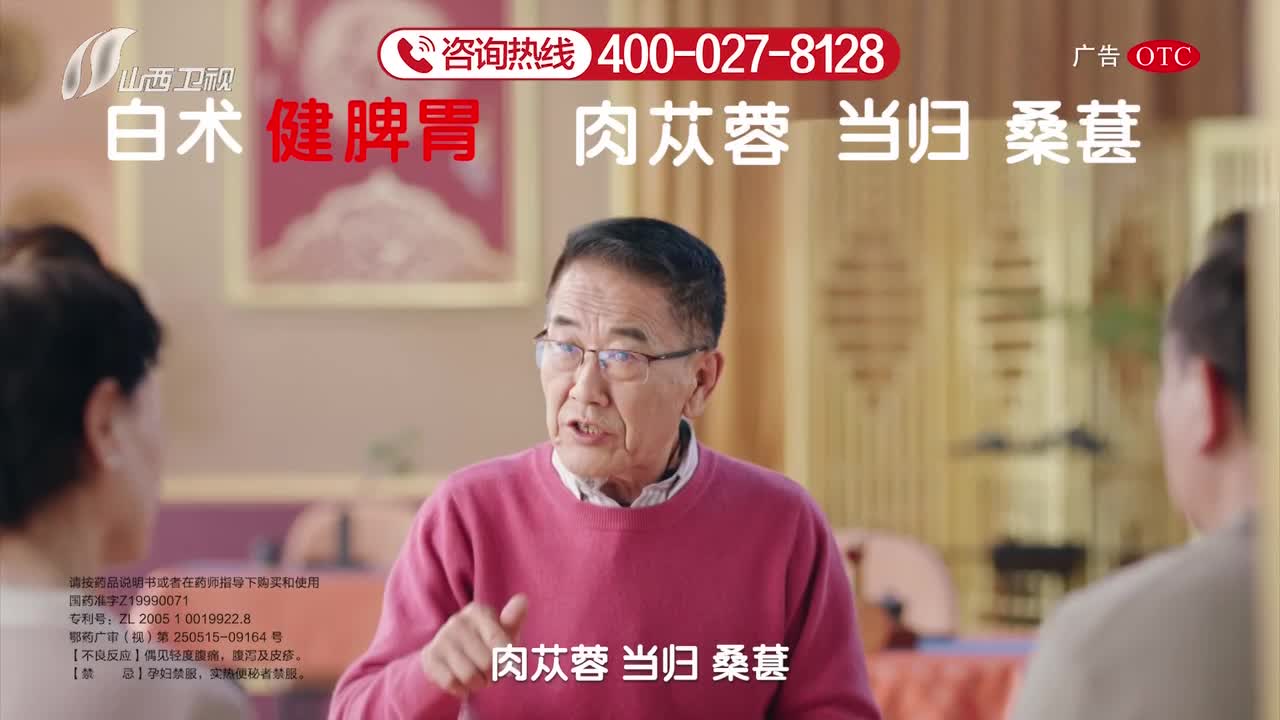 咨询热线 400-027-8128
广告 OTC
山西卫视
白术 健脾胃 肉苁蓉 当归 桑葚
请按药品说明书或者在药师指导下购买和使用
国药准字Z19990071
专利号：ZL 2005 1 0019922.8
鄂药广审（视）第 250515-09164 号
【不良反应】偶见轻度腹痛，腹泻及皮疹。
【禁 忌】孕妇禁服，实热便秘者禁服。
肉苁蓉 当归 桑葚